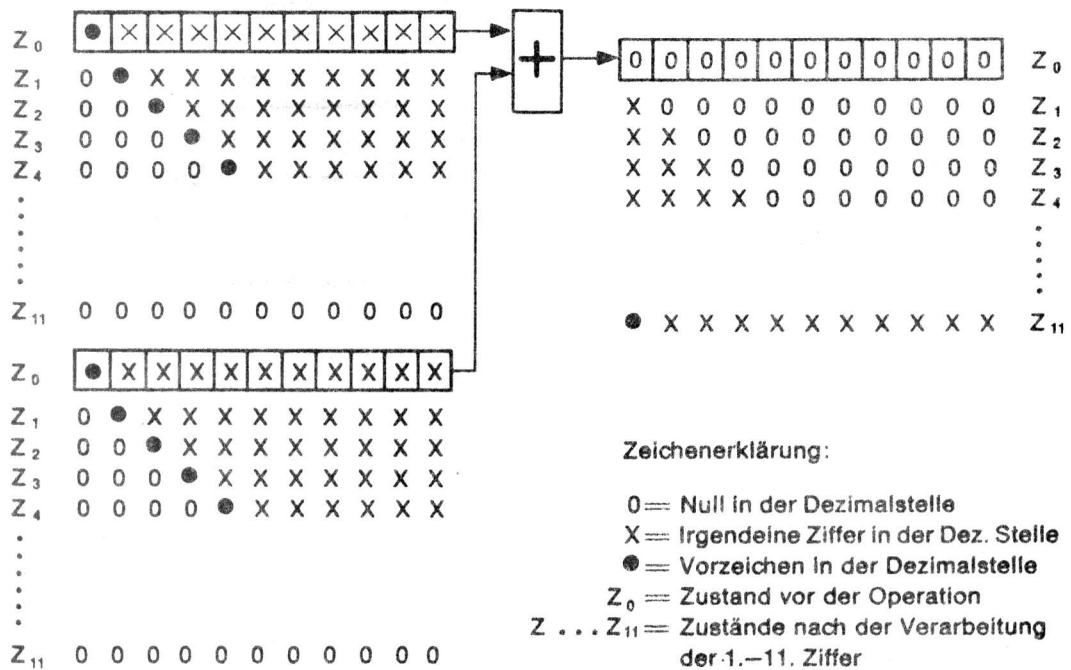 Z₀ ● X X X X X X X X X X
Z₁ 0 ● X X X X X X X X X
Z₂ 0 0 ● X X X X X X X X
Z₃ 0 0 0 ● X X X X X X X
Z₄ 0 0 0 0 ● X X X X X X
Z₁₁ 0 0 0 0 0 0 0 0 0 0 0
Z₀ ● X X X X X X X X X X
Z₁ 0 ● X X X X X X X X X
Z₂ 0 0 ● X X X X X X X X
Z₃ 0 0 0 ● X X X X X X X
Z₄ 0 0 0 0 ● X X X X X X
Z₁₁ 0 0 0 0 0 0 0 0 0 0 0
+
0 0 0 0 0 0 0 0 0 0 0 Z₀
X 0 0 0 0 0 0 0 0 0 0 Z₁
X X 0 0 0 0 0 0 0 0 0 Z₂
X X X 0 0 0 0 0 0 0 0 Z₃
X X X X 0 0 0 0 0 0 0 Z₄
● X X X X X X X X X X Z₁₁
Zeichenerklärung:
0 = Null in der Dezimalstelle
X = Irgendeine Ziffer in der Dez. Stelle
● = Vorzeichen in der Dezimalstelle
Z₀ = Zustand vor der Operation
Z ... Z₁₁ = Zustände nach der Verarbeitung
der 1.–11. Ziffer